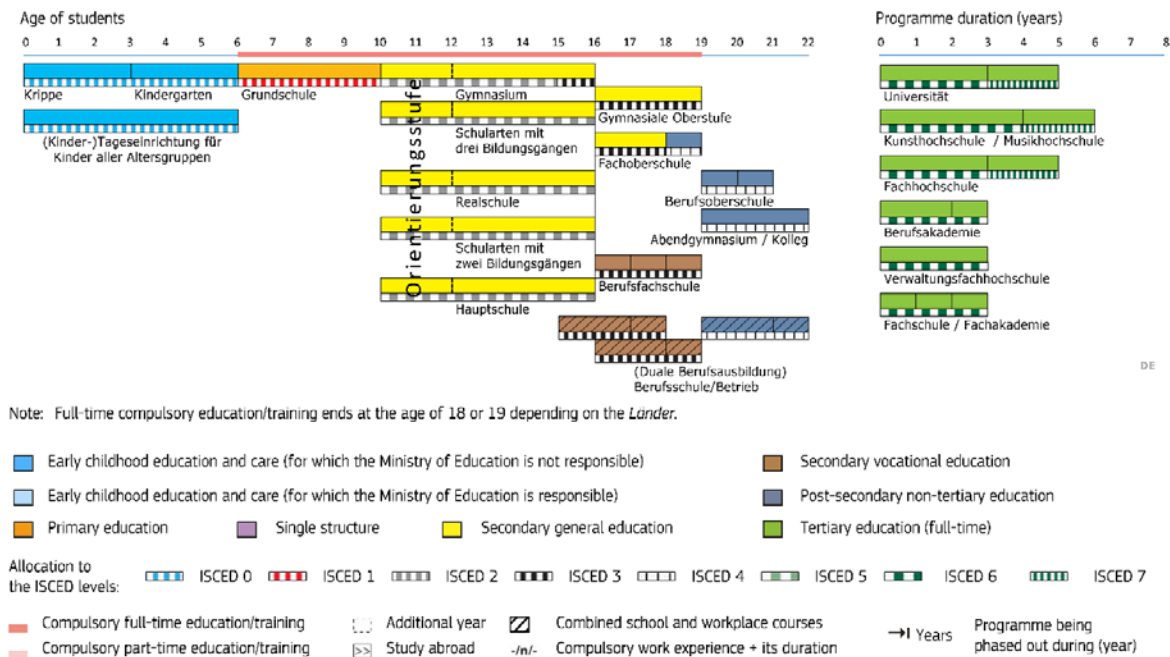 Age of students
Programme duration (years)
0 1 2 3 4 5 6 7 8 9 10 11 12 13 14 15 16 17 18 19 20 21 22
0 1 2 3 4 5 6 7 8
Krippe
Kindergarten
Grundschule
Gymnasium
(Kinder-)Tageseinrichtung für
Kinder aller Altersgruppen
Orientierungsstufe
Gymnasiale Oberstufe
Schularten mit
drei Bildungsgängen
Fachoberschule
Realschule
Berufsoberschule
Abendgymnasium / Kolleg
Schularten mit
zwei Bildungsgängen
Berufsfachschule
Hauptschule
(Duale Berufsausbildung)
Berufsschule/Betrieb
Universität
Kunsthochschule / Musikhochschule
Fachhochschule
Berufsakademie
Verwaltungsfachhochschule
Fachschule / Fachakademie
DE
Note: Full-time compulsory education/training ends at the age of 18 or 19 depending on the Länder.
Early childhood education and care (for which the Ministry of Education is not responsible)
Secondary vocational education
Early childhood education and care (for which the Ministry of Education is responsible)
Post-secondary non-tertiary education
Primary education
Single structure
Secondary general education
Tertiary education (full-time)
Allocation to
the ISCED levels:
ISCED 0
ISCED 1
ISCED 2
ISCED 3
ISCED 4
ISCED 5
ISCED 6
ISCED 7
Compulsory full-time education/training
Additional year
Combined school and workplace courses
Years
Programme being
phased out during (year)
Compulsory part-time education/training
>> Study abroad
-/n/- Compulsory work experience + its duration